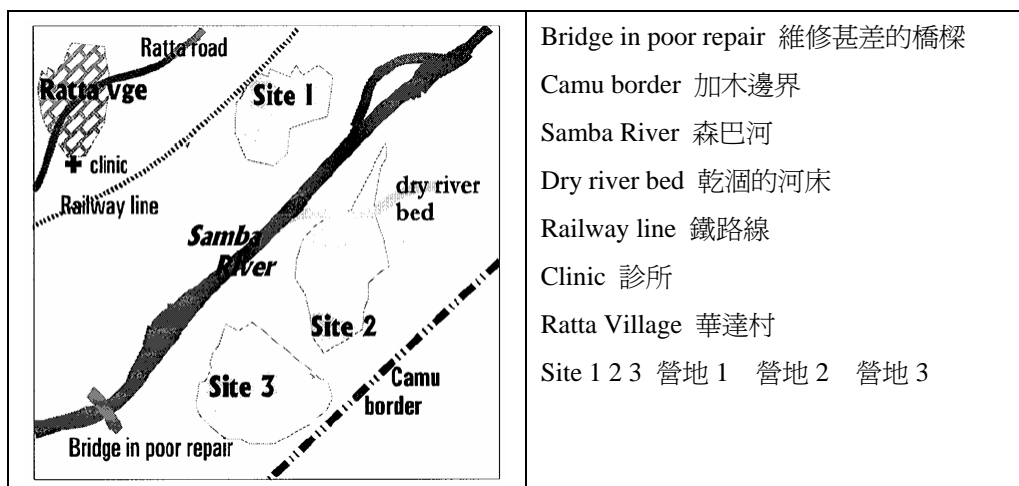 Ratta road
Ratta vge
Site 1
clinic
Railway line
dry river
bed
Samba
River
Site 2
Site 3
Camu
border
Bridge in poor repair
Bridge in poor repair 維修甚差的橋樑
Camu border 加木邊界
Samba River 森巴河
Dry river bed 乾涸的河床
Railway line 鐵路線
Clinic 診所
Ratta Village 華達村
Site 1 2 3 營地 1 營地 2 營地 3